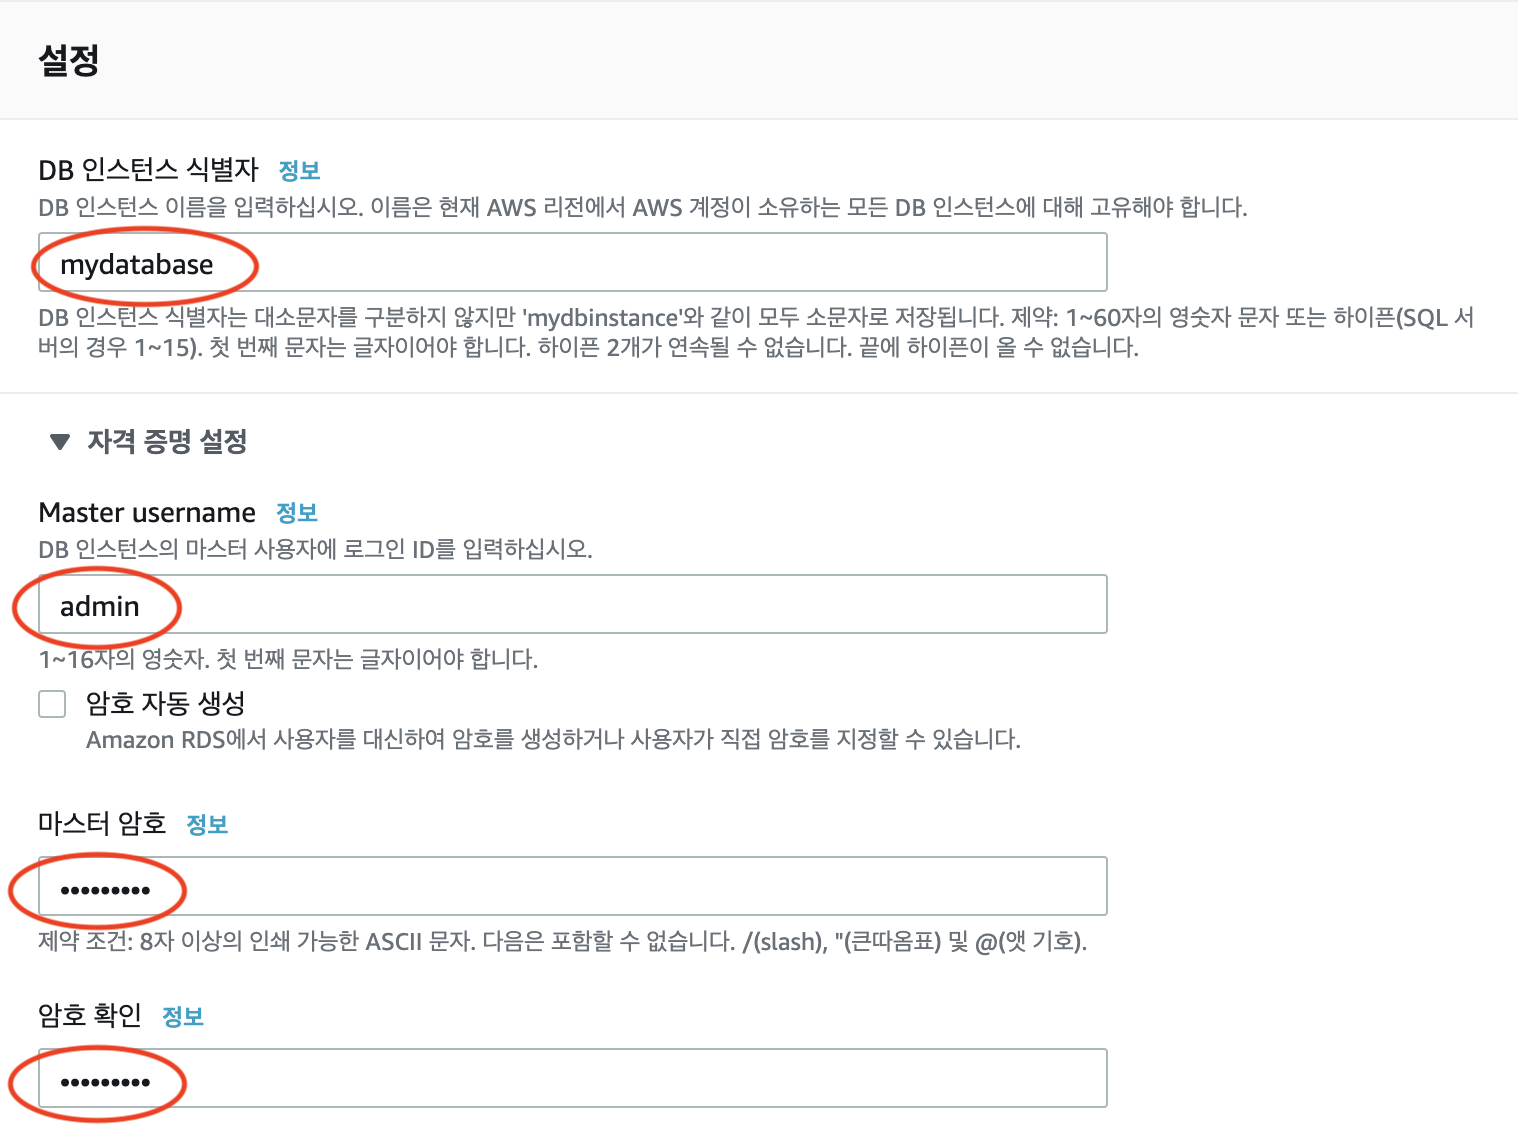 설정
DB 인스턴스 식별자 정보
DB 인스턴스 이름을 입력하십시오. 이름은 현재 AWS 리전에서 AWS 계정이 소유하는 모든 DB 인스턴스에 대해 고유해야 합니다.
mydatabase
DB 인스턴스 식별자는 대소문자를 구분하지 않지만 'mydbinstance'와 같이 모두 소문자로 저장됩니다. 제약: 1~60자의 영숫자 문자 또는 하이픈(SQL 서
버의 경우 1~15). 첫 번째 문자는 글자이어야 합니다. 하이픈 2개가 연속될 수 없습니다. 끝에 하이픈이 올 수 없습니다.
▼ 자격 증명 설정
Master username 정보
DB 인스턴스의 마스터 사용자에 로그인 ID를 입력하십시오.
admin
1~16자의 영숫자. 첫 번째 문자는 글자이어야 합니다.
암호 자동 생성
Amazon RDS에서 사용자를 대신하여 암호를 생성하거나 사용자가 직접 암호를 지정할 수 있습니다.
마스터 암호 정보
•••••••••
제약 조건: 8자 이상의 인쇄 가능한 ASCII 문자. 다음은 포함할 수 없습니다. /(slash), "(큰따옴표) 및 @(앳 기호).
암호 확인 정보
•••••••••